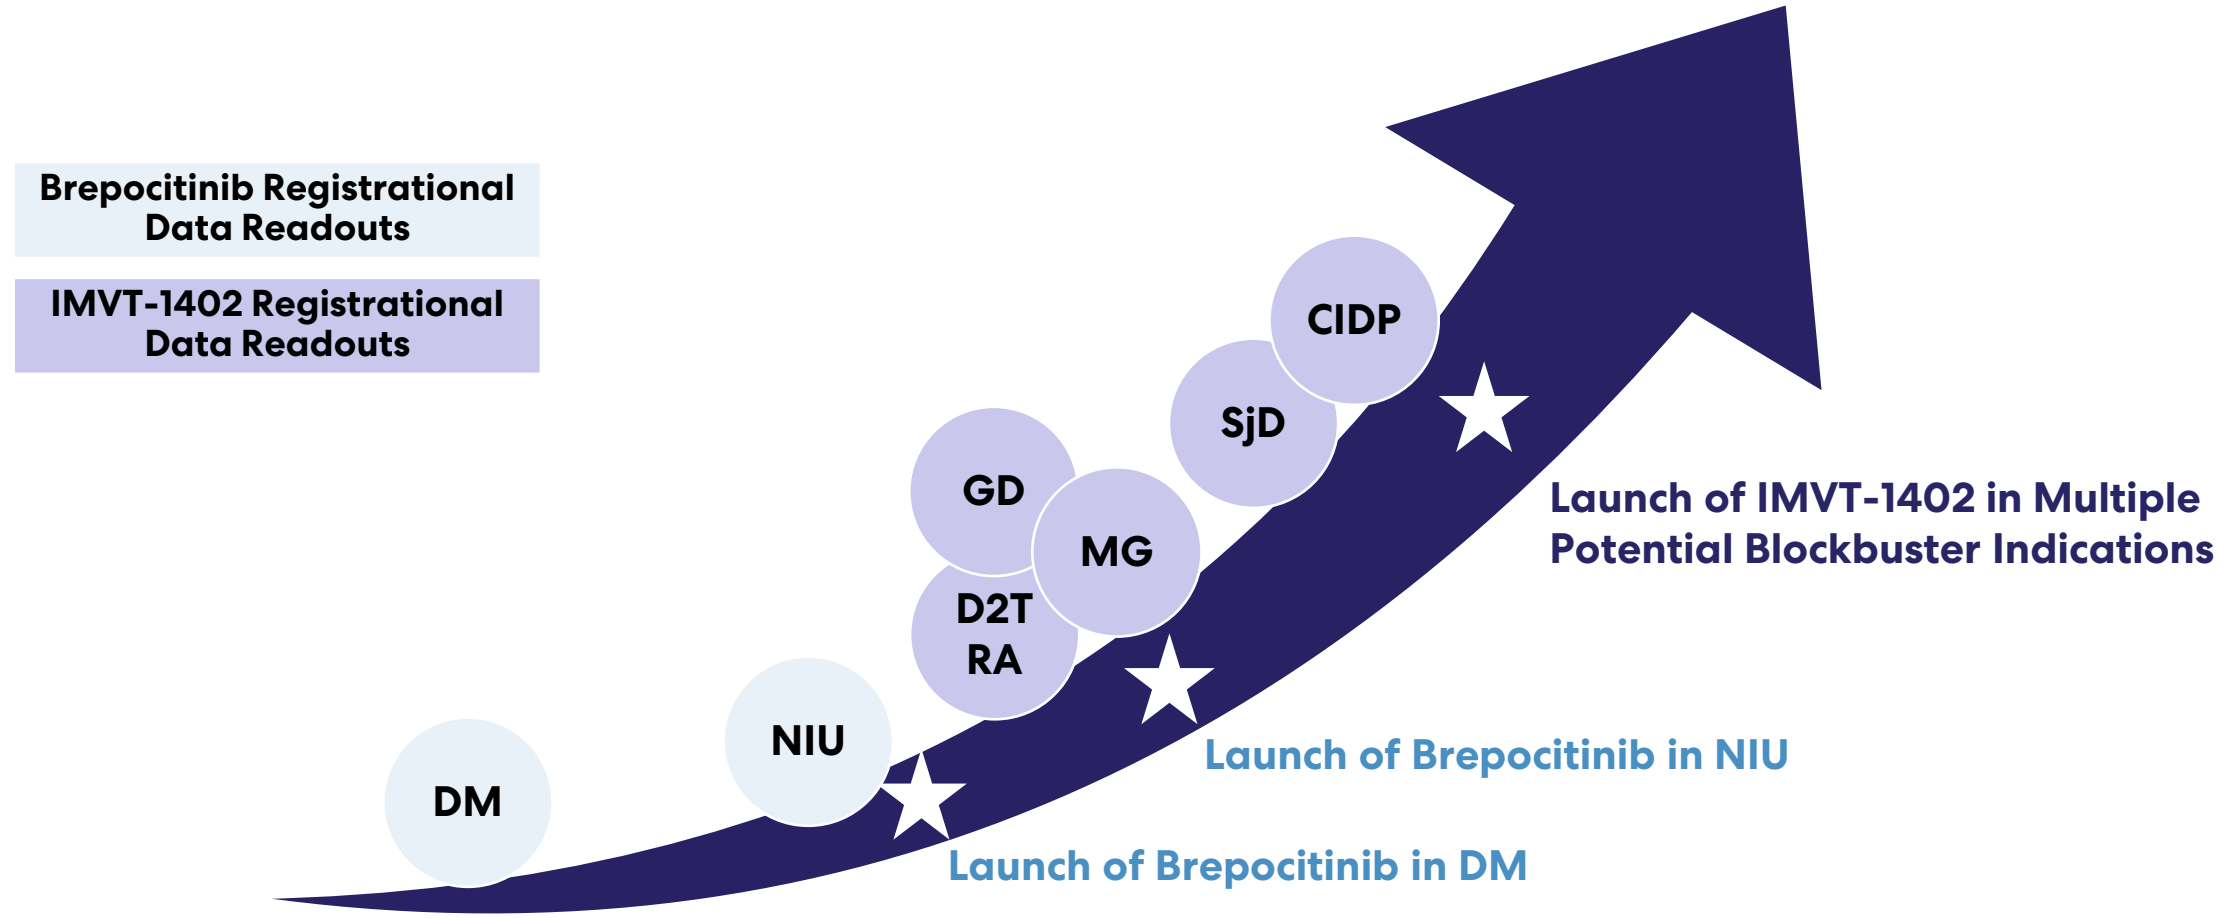 Brepocitinib Registrational
Data Readouts
IMVT-1402 Registrational
Data Readouts
CIDP
SjD
GD
MG
D2T
RA
NIU
DM
Launch of IMVT-1402 in Multiple
Potential Blockbuster Indications
Launch of Brepocitinib in NIU
Launch of Brepocitinib in DM